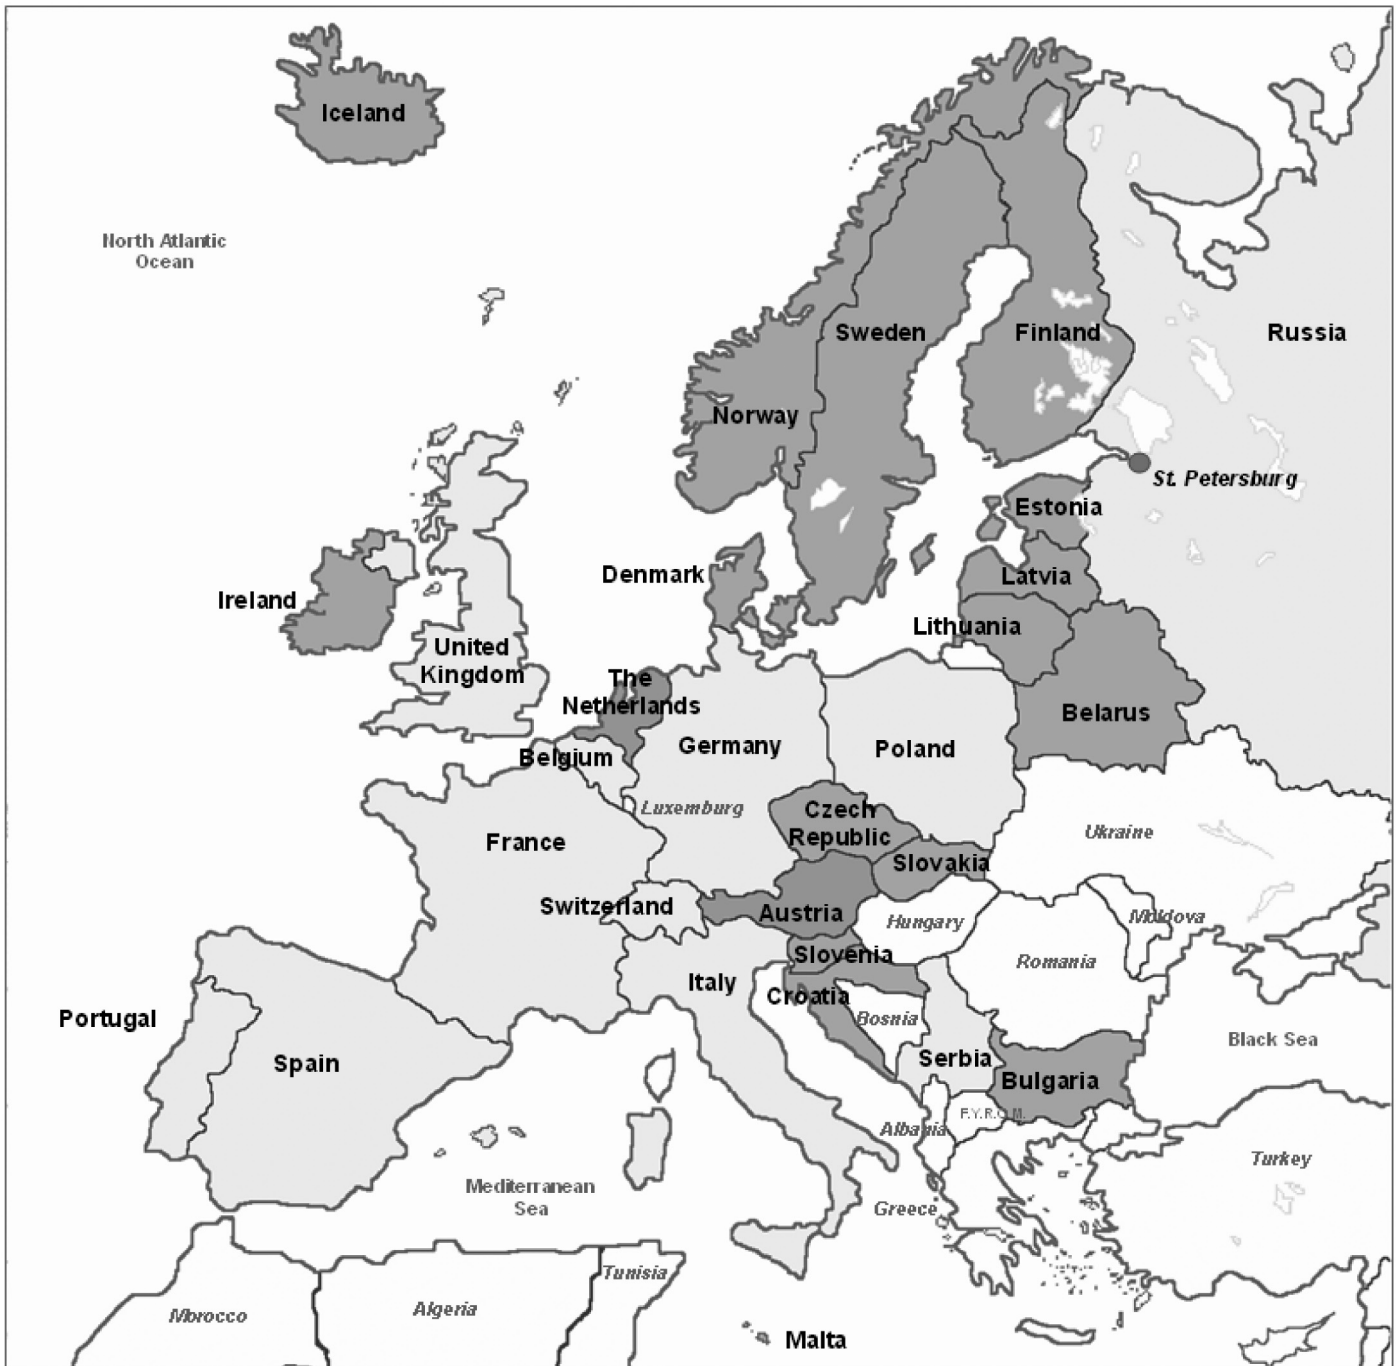 Iceland
North Atlantic
Ocean
Sweden
Finland
Russia
Norway
St. Petersburg
Estonia
Denmark
Latvia
Ireland
Lithuania
United
Kingdom
The
Netherlands
Belarus
Belgium
Germany
Poland
Luxemburg
Czech
Republic
Ukraine
France
Slovakia
Switzerland
Austria
Hungary
Moldova
Slovenia
Romania
Italy
Croatia
Portugal
Bosnia
Black Sea
Spain
Serbia
Bulgaria
F.Y.R.O.M.
Albania
Turkey
Mediterranean
Sea
Greece
Tunisia
Morocco
Algeria
Malta